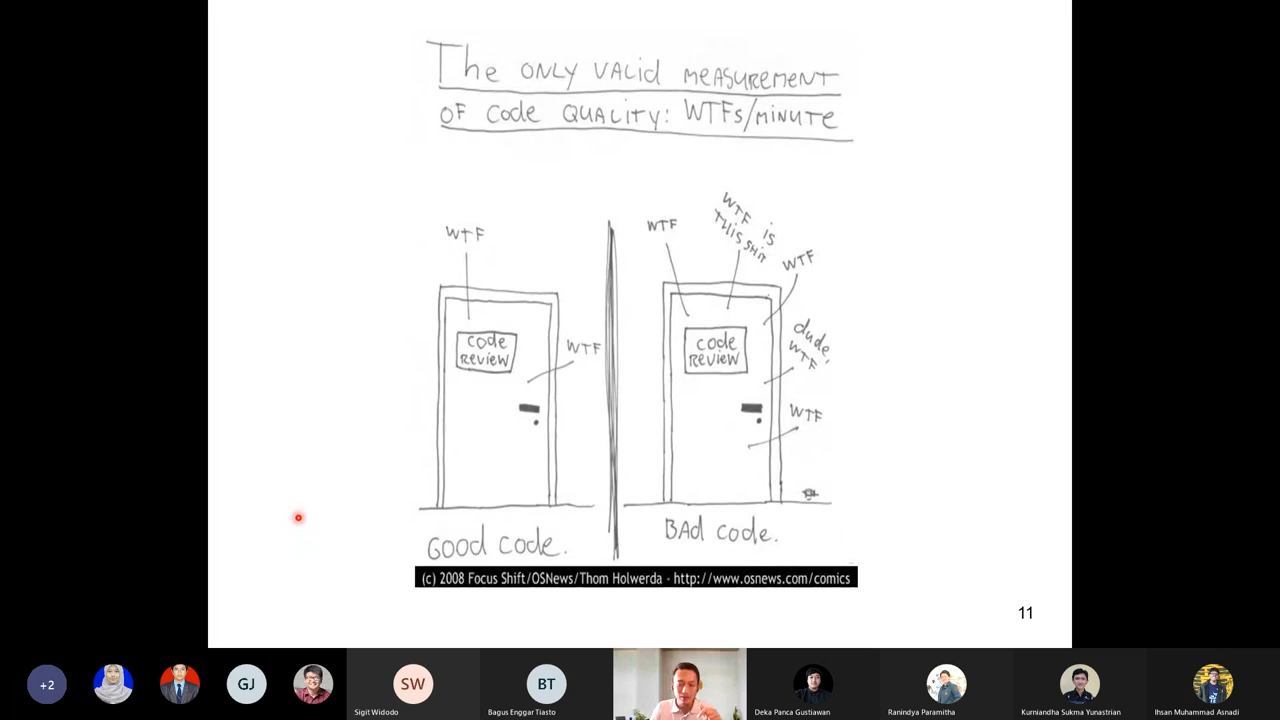 The ONLY VALid MEASUREMENT
OF Code QUALITY: WTFs/MINUTE
WTF
WTF
Code
REVIEW
GOOD Code.
WTF
WTF is
THIS SHIT
WTF
dude,
WTF
WTF
Code
REVIEW
BAd Code.
(c) 2008 Focus Shift/OSNews/Thom Holwerda - http://www.osnews.com/comics
11
+2
GJ
SW
Sigit Widodo
BT
Bagus Enggar Tiasto
Deka Panca Gustiawan
Ranindya Paramitha
Kurniandha Sukma Yunastrian
Ihsan Muhammad Asnadi